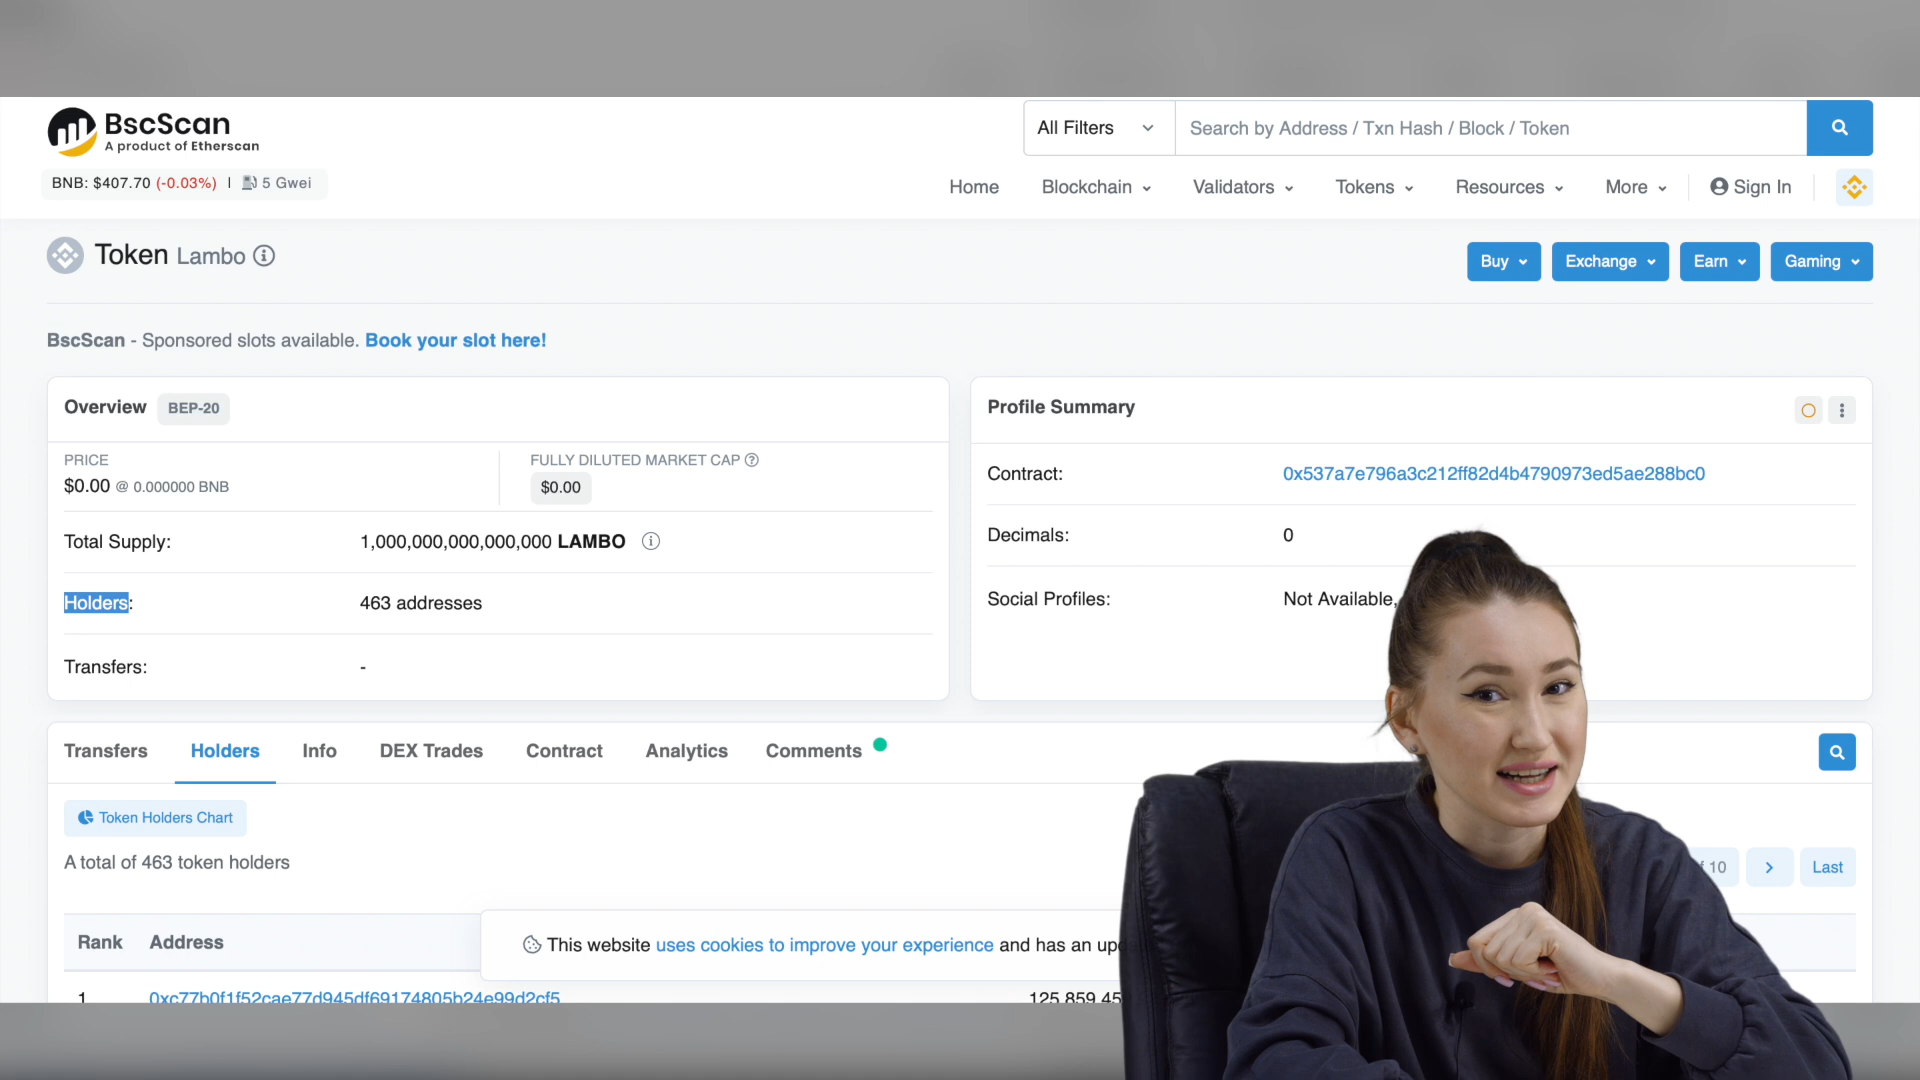 BscScan
A product of Etherscan
All Filters
Search by Address / Txn Hash / Block / Token
BNB: $407.70 (-0.03%) | 5 Gwei
Home Blockchain Validators Tokens Resources More Sign In
Token Lambo
Buy Exchange Earn Gaming
BscScan - Sponsored slots available. Book your slot here!
Overview BEP-20
PRICE
$0.00 @ 0.000000 BNB
FULLY DILUTED MARKET CAP
$0.00
Total Supply: 1,000,000,000,000,000 LAMBO
Holders: 463 addresses
Transfers: -
Profile Summary
Contract: 0x537a7e796a3c212ff82d4b4790973ed5ae288bc0
Decimals: 0
Social Profiles: Not Available,
Transfers Holders Info DEX Trades Contract Analytics Comments
Token Holders Chart
A total of 463 token holders
10 Last
Rank Address
This website uses cookies to improve your experience and has an
1 0xc77b0f1f52cae77d945df69174805b24e99d2cf5
125,859,45